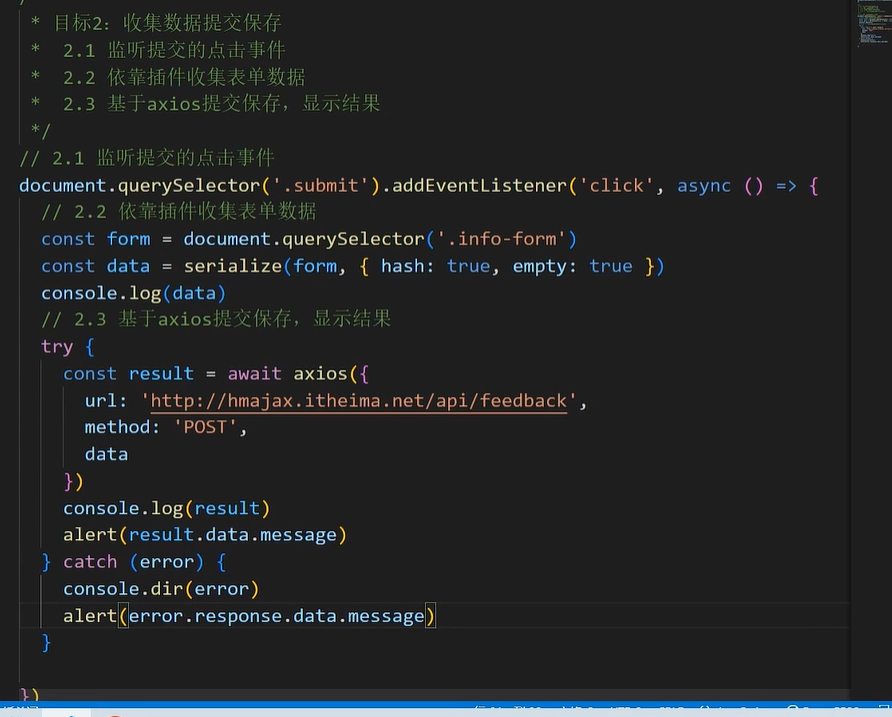 * 目标2：收集数据提交保存
*  2.1 监听提交的点击事件
*  2.2 依靠插件收集表单数据
*  2.3 基于axios提交保存，显示结果
*/
// 2.1 监听提交的点击事件
document.querySelector('.submit').addEventListener('click', async () => {
  // 2.2 依靠插件收集表单数据
  const form = document.querySelector('.info-form')
  const data = serialize(form, { hash: true, empty: true })
  console.log(data)
  // 2.3 基于axios提交保存，显示结果
  try {
    const result = await axios({
      url: 'http://hmajax.itheima.net/api/feedback',
      method: 'POST',
      data
    })
    console.log(result)
    alert(result.data.message)
  } catch (error) {
    console.dir(error)
    alert(error.response.data.message)
  }
})